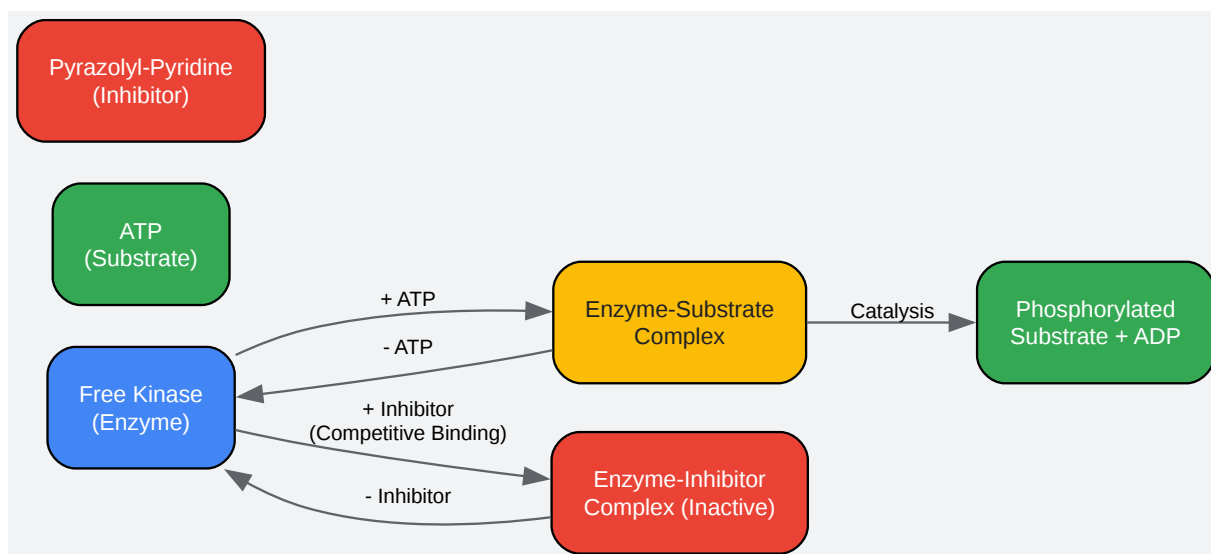 Pyrazolyl-Pyridine
(Inhibitor)
ATP
(Substrate)
Free Kinase
(Enzyme)
+ ATP
- ATP
+ Inhibitor
(Competitive Binding)
- Inhibitor
Enzyme-Substrate
Complex
Enzyme-Inhibitor
Complex (Inactive)
Catalysis
Phosphorylated
Substrate + ADP